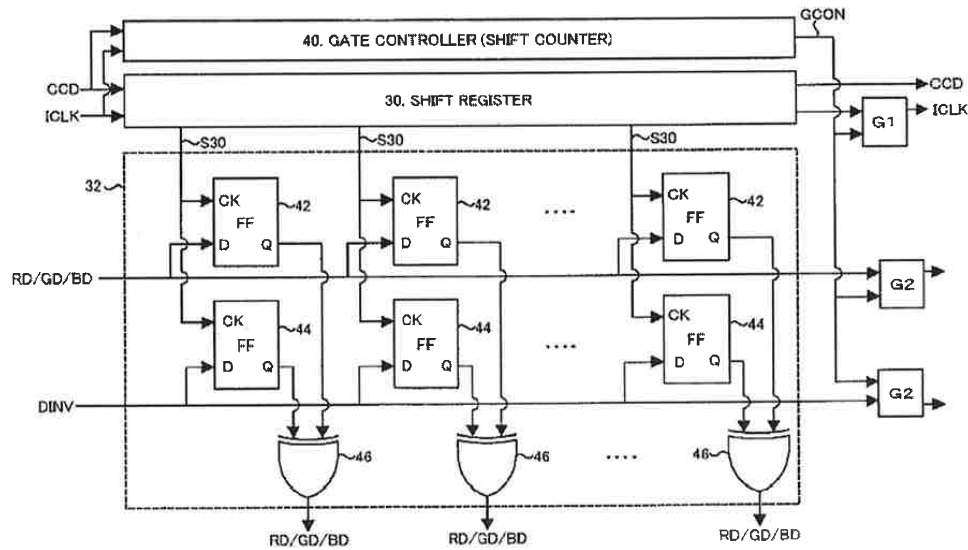 GCON
40. GATE CONTROLLER (SHIFT COUNTER)
CCD
ICLK
30. SHIFT REGISTER
CCD
ICLK
G1
S30
S30
S30
32
CK
FF
D Q
42
CK
FF
D Q
42
....
CK
FF
D Q
42
RD/GD/BD
G2
CK
FF
D Q
44
CK
FF
D Q
44
....
CK
FF
D Q
44
DINV
G2
46
46
....
46
RD/GD/BD
RD/GD/BD
RD/GD/BD